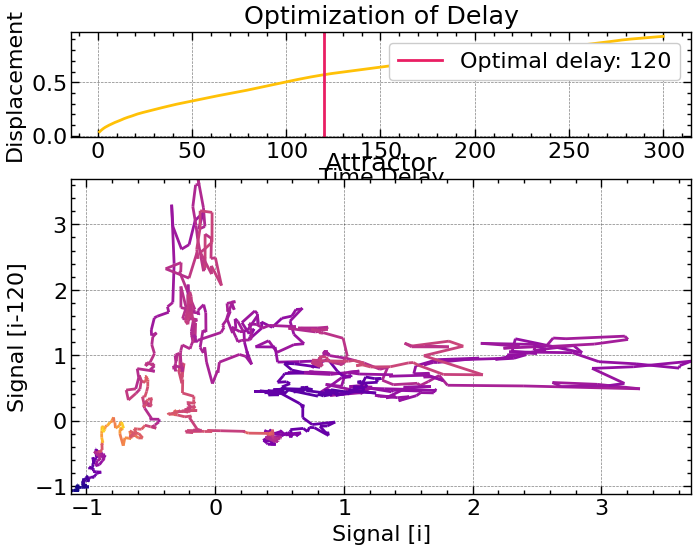 Optimization of Delay
Displacement
0.5
0.0
Optimal delay: 120
0 50 100 150 200 250 300
Time Delay
Attractor
Signal [i-120]
3
2
1
0
−1
−1 0 1 2 3
Signal [i]